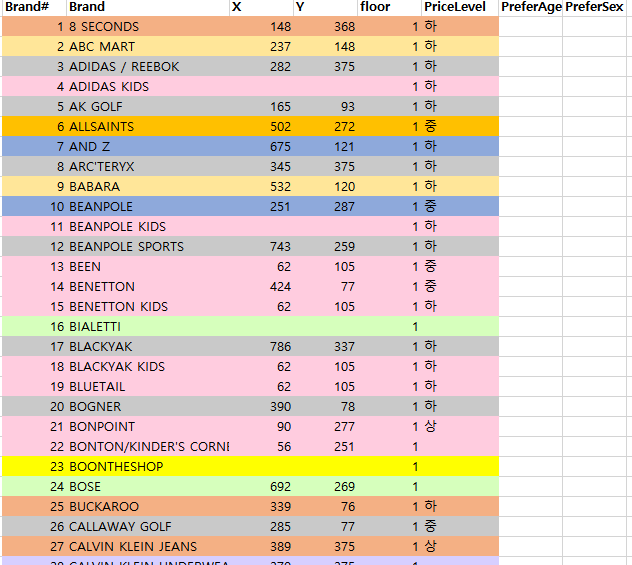 Brand# Brand X Y floor PriceLevel PreferAge PreferSex
1 8 SECONDS 148 368 1 하
2 ABC MART 237 148 1 하
3 ADIDAS / REEBOK 282 375 1 하
4 ADIDAS KIDS 1 하
5 AK GOLF 165 93 1 하
6 ALLSAINTS 502 272 1 중
7 AND Z 675 121 1 하
8 ARC'TERYX 345 375 1 하
9 BABARA 532 120 1 하
10 BEANPOLE 251 287 1 중
11 BEANPOLE KIDS 1 하
12 BEANPOLE SPORTS 743 259 1 하
13 BEEN 62 105 1 중
14 BENETTON 424 77 1 중
15 BENETTON KIDS 62 105 1 하
16 BIALETTI 1
17 BLACKYAK 786 337 1 하
18 BLACKYAK KIDS 62 105 1 하
19 BLUETAIL 62 105 1 하
20 BOGNER 390 78 1 하
21 BONPOINT 90 277 1 상
22 BONTON/KINDER'S CORNE 56 251 1
23 BOONTHESHOP 1
24 BOSE 692 269 1
25 BUCKAROO 339 76 1 하
26 CALLAWAY GOLF 285 77 1 중
27 CALVIN KLEIN JEANS 389 375 1 상
28 CALVIN KLEIN UNDERWEA 370 375 1